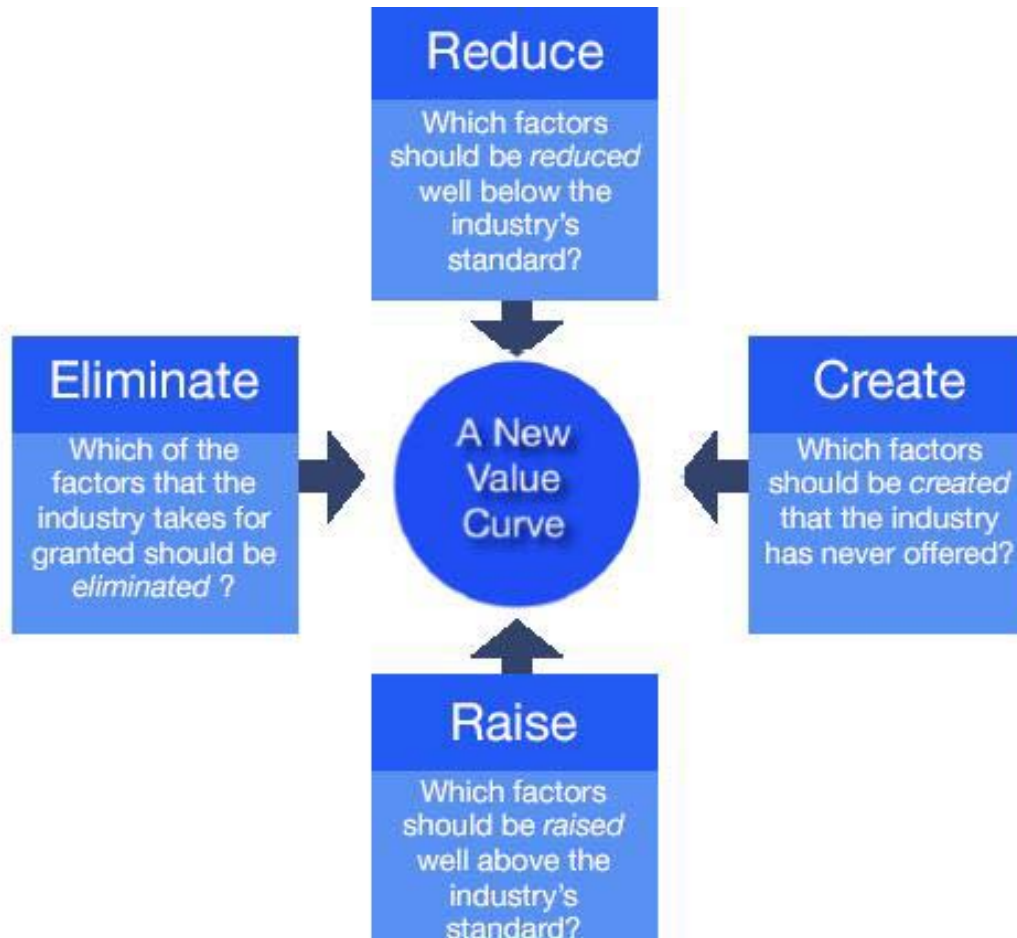 Reduce
Which factors
should be reduced
well below the
industry's
standard?
Eliminate
Which of the
factors that the
industry takes for
granted should be
eliminated ?
A New
Value
Curve
Create
Which factors
should be created
that the industry
has never offered?
Raise
Which factors
should be raised
well above the
industry's
standard?